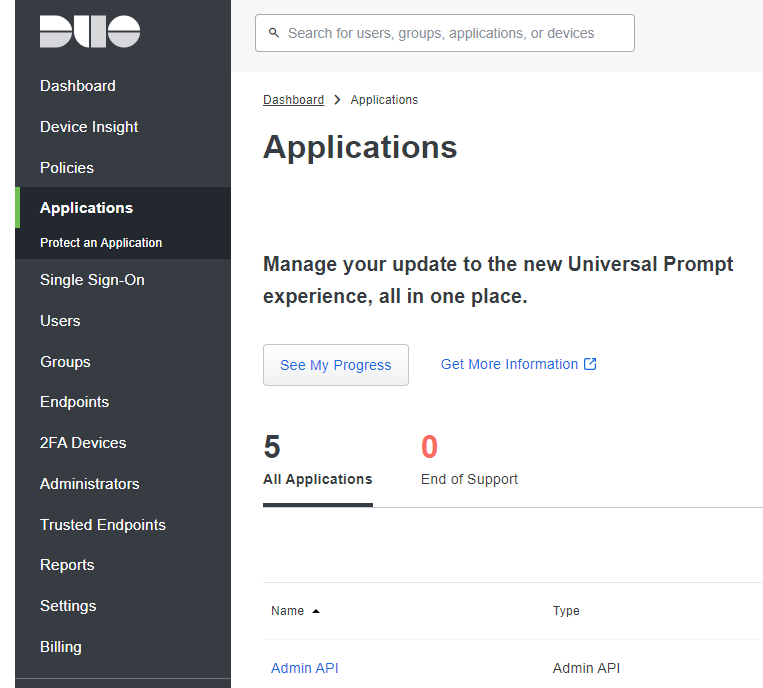 DUO
Dashboard
Device Insight
Policies
Applications
Protect an Application
Single Sign-On
Users
Groups
Endpoints
2FA Devices
Administrators
Trusted Endpoints
Reports
Settings
Billing
Search for users, groups, applications, or devices
Dashboard > Applications
Applications
Manage your update to the new Universal Prompt
experience, all in one place.
See My Progress Get More Information
5 0
All Applications End of Support
Name Type
Admin API Admin API